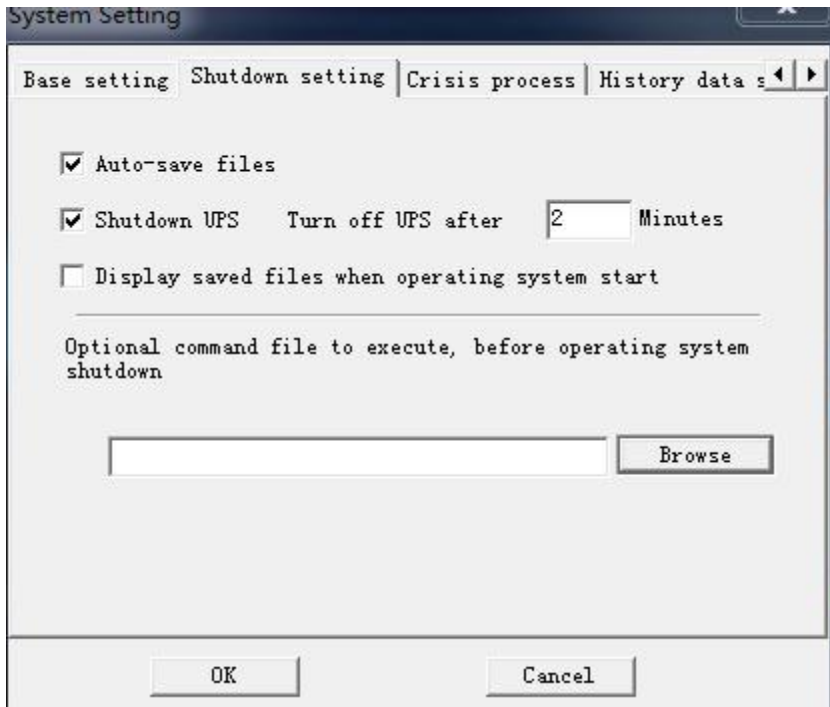 System Setting
Base setting Shutdown setting Crisis process History data s
Auto-save files
Shutdown UPS Turn off UPS after 2 Minutes
Display saved files when operating system start
Optional command file to execute, before operating system
shutdown
Browse
OK Cancel